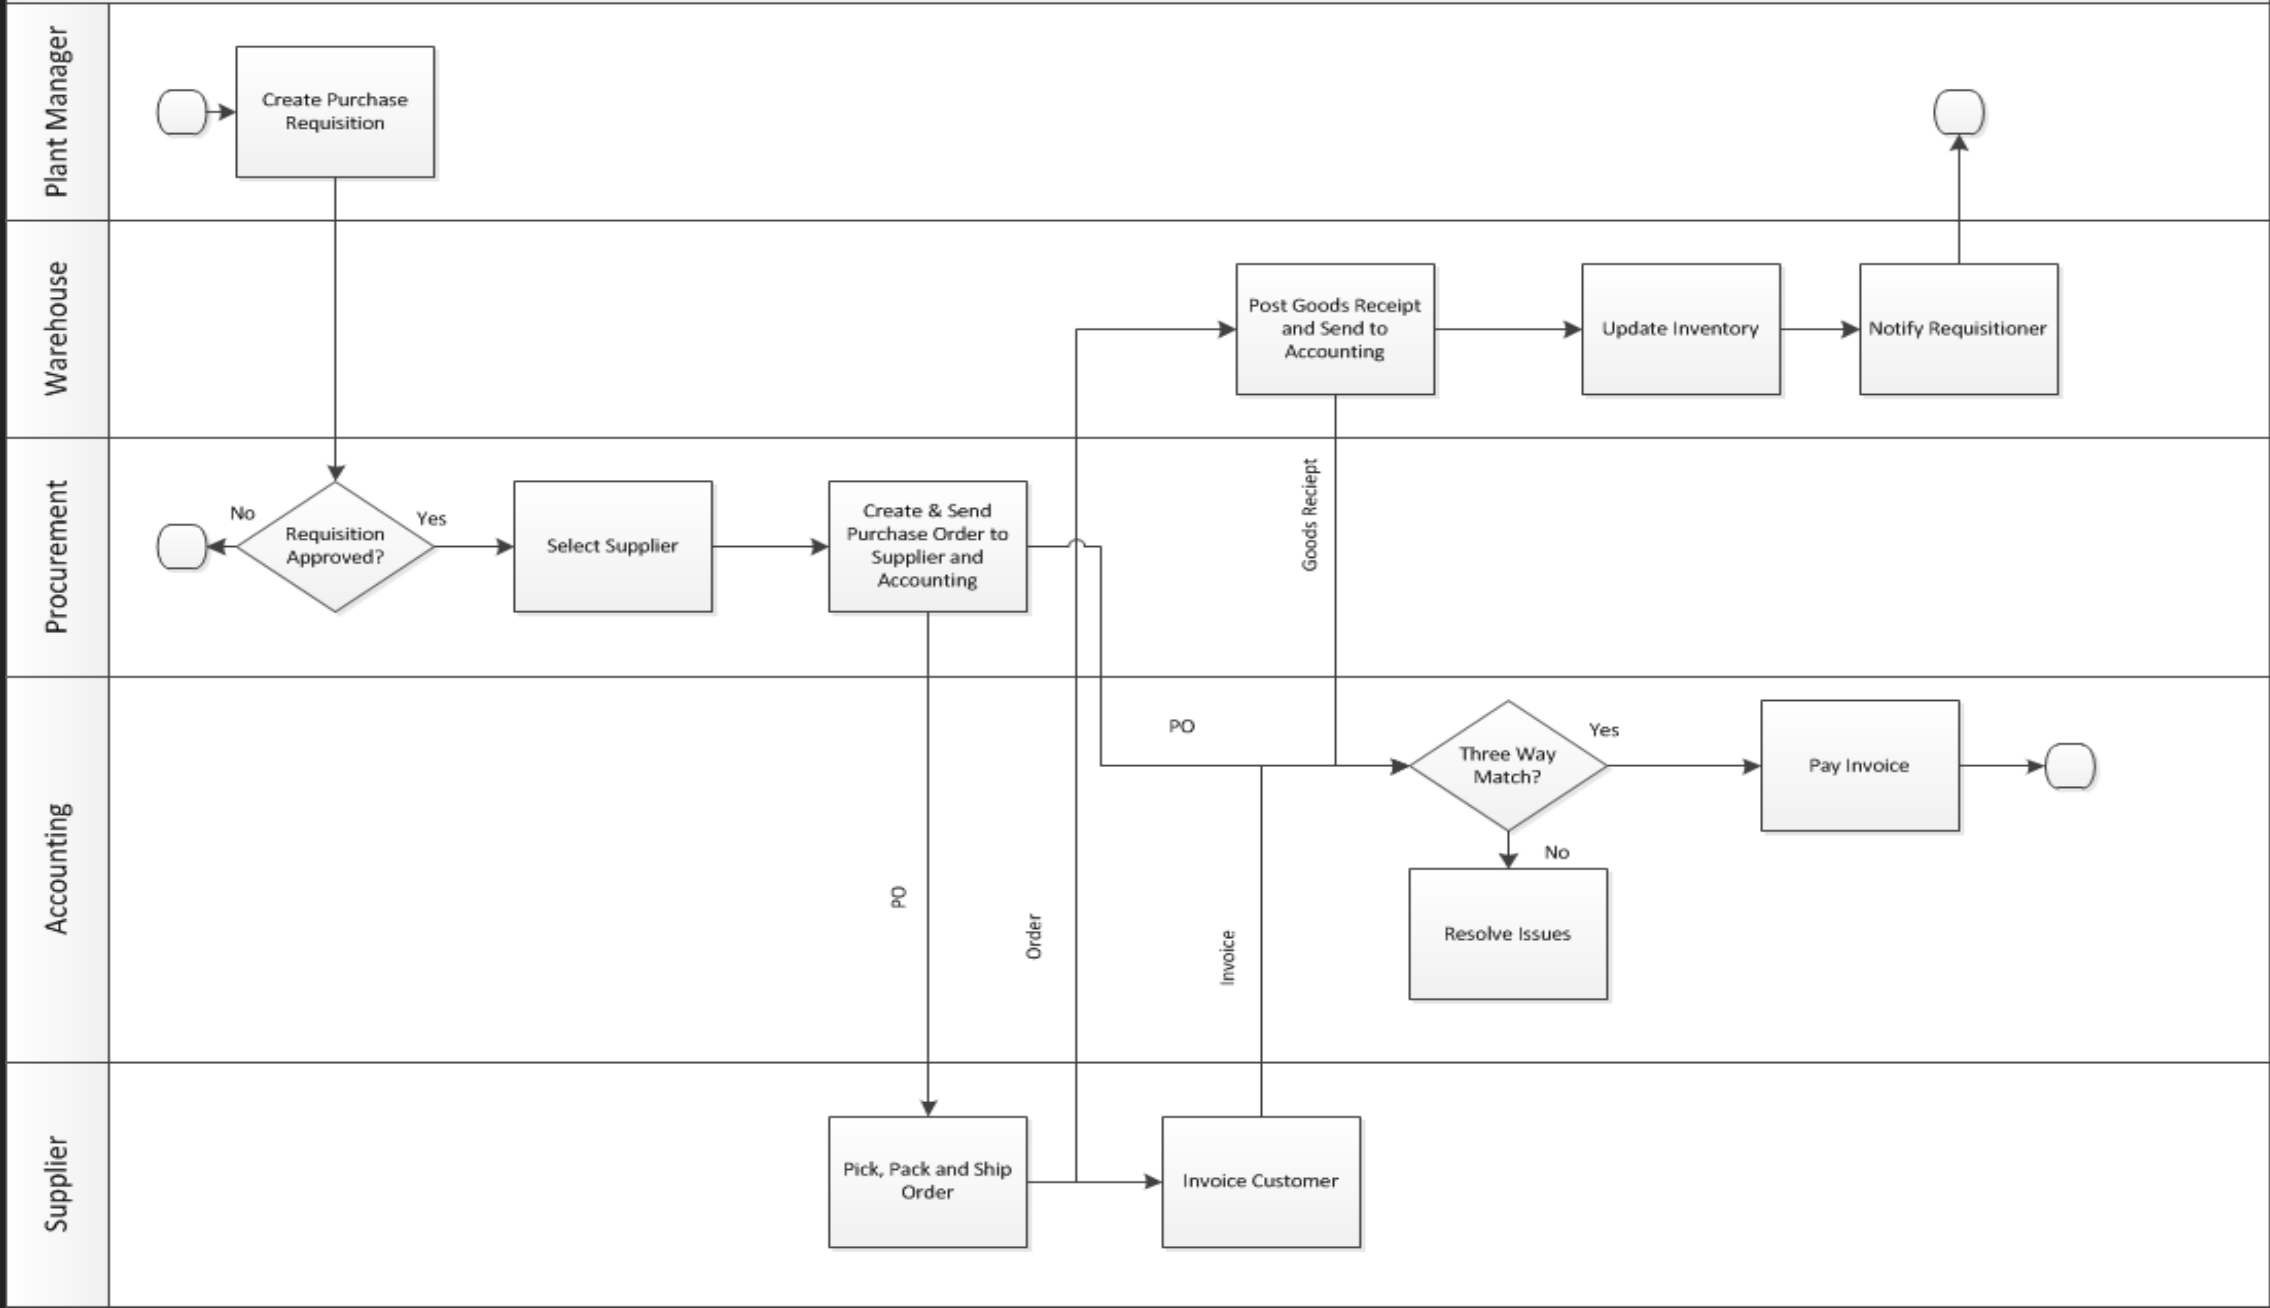 Plant Manager
Create Purchase
Requisition
Warehouse
Post Goods Receipt
and Send to
Accounting
Update Inventory
Notify Requisitioner
Procurement
No
Requisition
Approved?
Yes
Select Supplier
Create & Send
Purchase Order to
Supplier and
Accounting
Goods Reciept
Accounting
PO
Order
PO
Invoice
Three Way
Match?
Yes
Pay Invoice
No
Resolve Issues
Supplier
Pick, Pack and Ship
Order
Invoice Customer